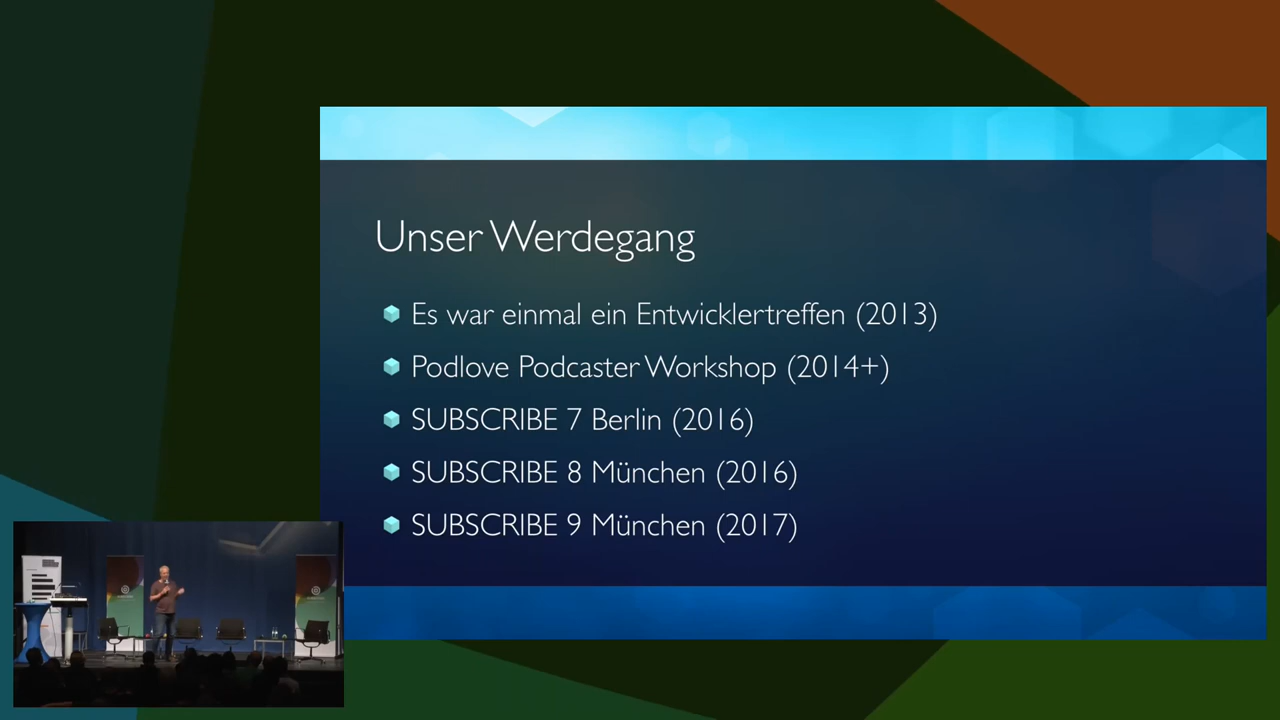 Unser Werdegang
Es war einmal ein Entwicklertreffen (2013)
Podlove Podcaster Workshop (2014+)
SUBSCRIBE 7 Berlin (2016)
SUBSCRIBE 8 München (2016)
SUBSCRIBE 9 München (2017)